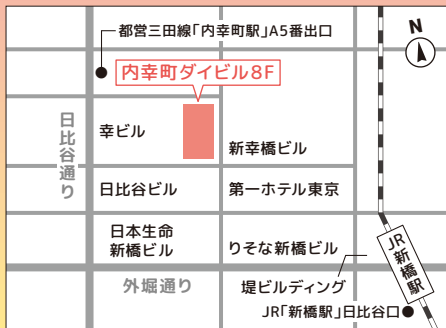 都営三田線「内幸町駅」A5番出口
N
内幸町ダイビル8F
日比谷通り
幸ビル
新幸橋ビル
日比谷ビル
第一ホテル東京
日本生命
新橋ビル
りそな新橋ビル
JR新橋駅
外堀通り
堤ビルディング
JR「新橋駅」日比谷口